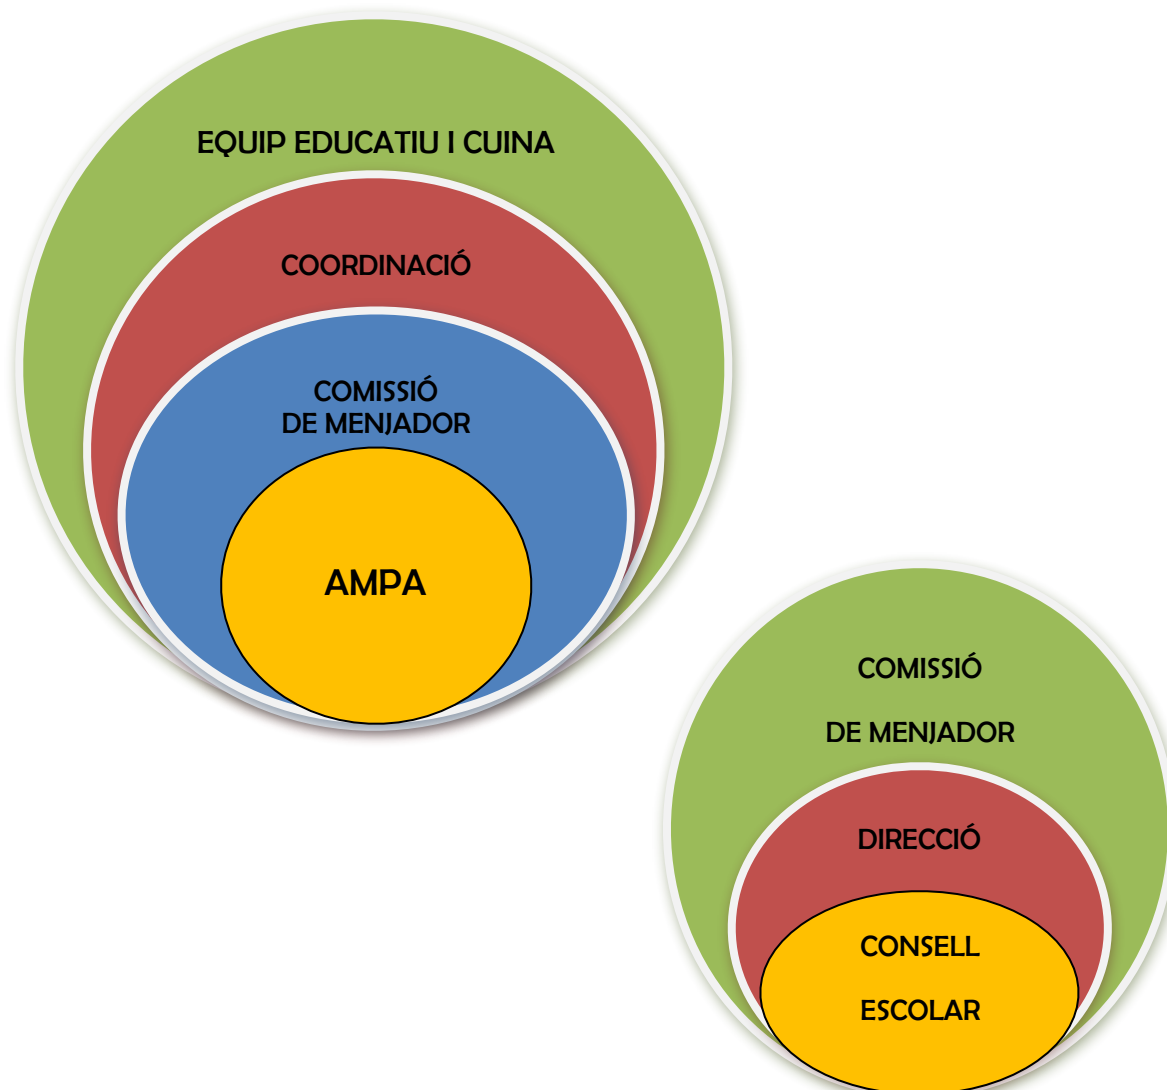 EQUIP EDUCATIU I CUINA
COORDINACIÓ
COMISSIÓ
DE MENJADOR
AMPA
COMISSIÓ
DE MENJADOR
DIRECCIÓ
CONSELL
ESCOLAR